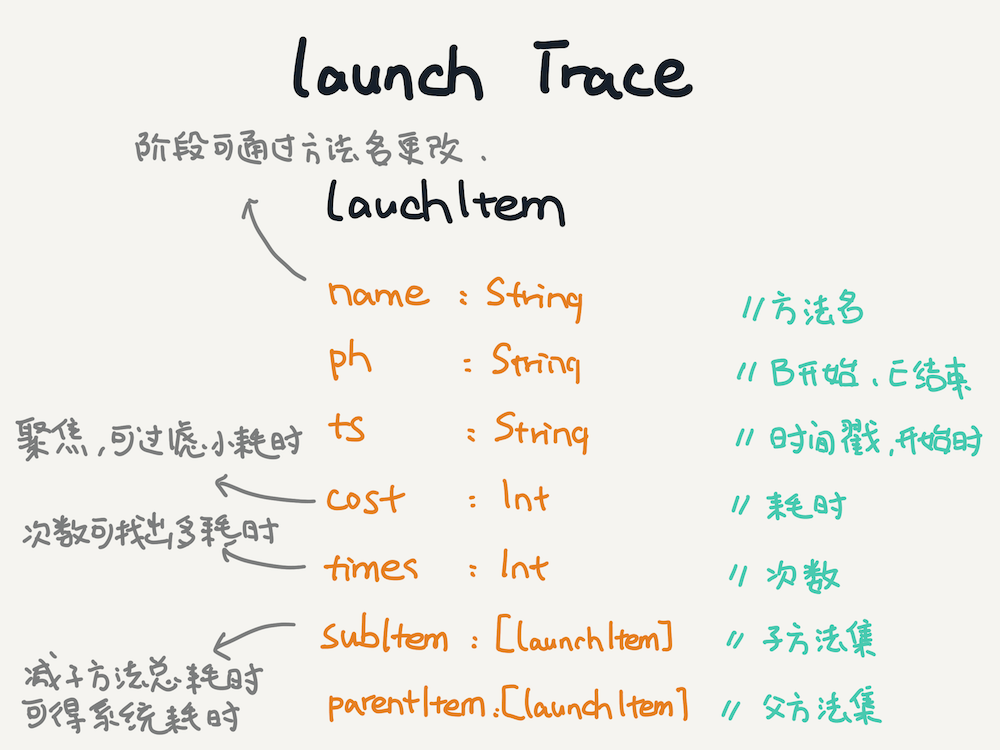 launch Trace
阶段可通过方法名更改.
lauchItem
name : String //方法名
ph : String // B开始、E结束
ts : String // 时间戳,开始时
聚焦,可过虑小耗时
cost : Int // 耗时
次数可找出多耗时
times : Int // 次数
subItem : [launchItem] // 子方法集
减子方法总耗时
可得系统耗时
parentItem : [launchItem] // 父方法集